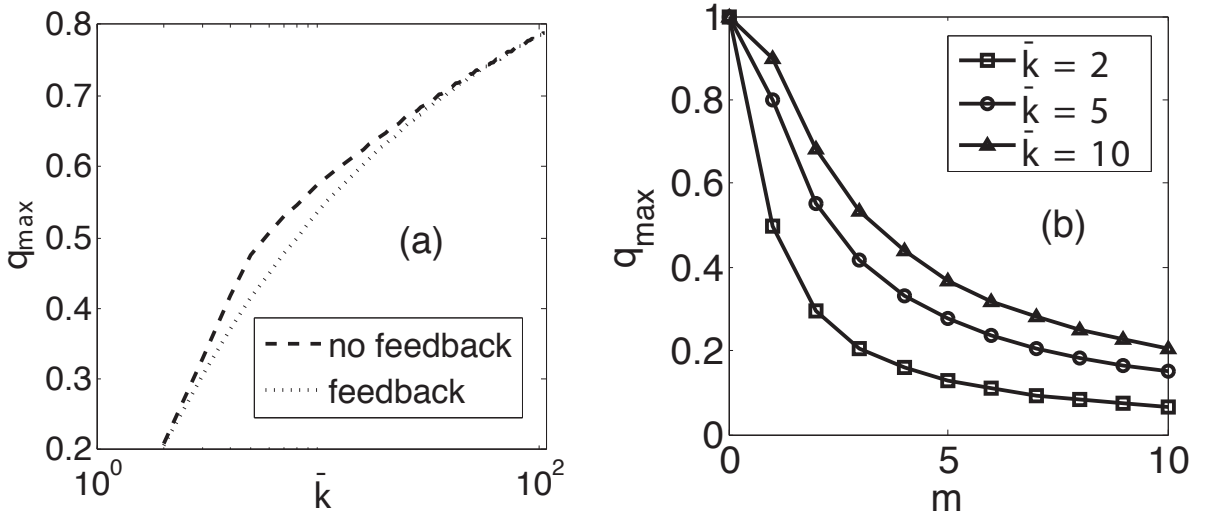 0.8
0.7
0.6
0.5
0.4
0.3
0.2
q_max
(a)
no feedback
feedback
10^0
10^2
k̄
1
0.8
0.6
0.4
0.2
0
q_max
k̄ = 2
k̄ = 5
k̄ = 10
(b)
0
5
10
m